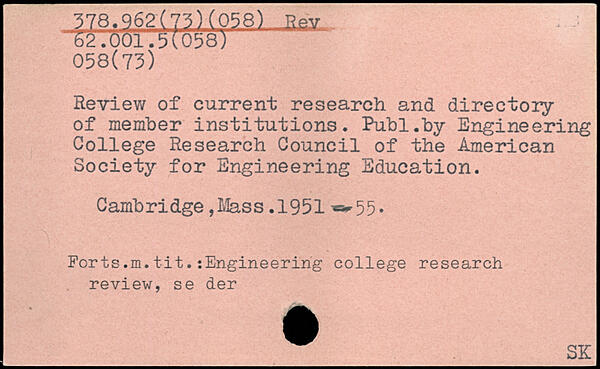 378.962(73)(058) Rev
62.001.5(058)
058(73)
Review of current research and directory
of member institutions. Publ.by Engineering
College Research Council of the American
Society for Engineering Education.
Cambridge,Mass.1951 - 55.
Forts.m.tit.:Engineering college research
review, se der
SK